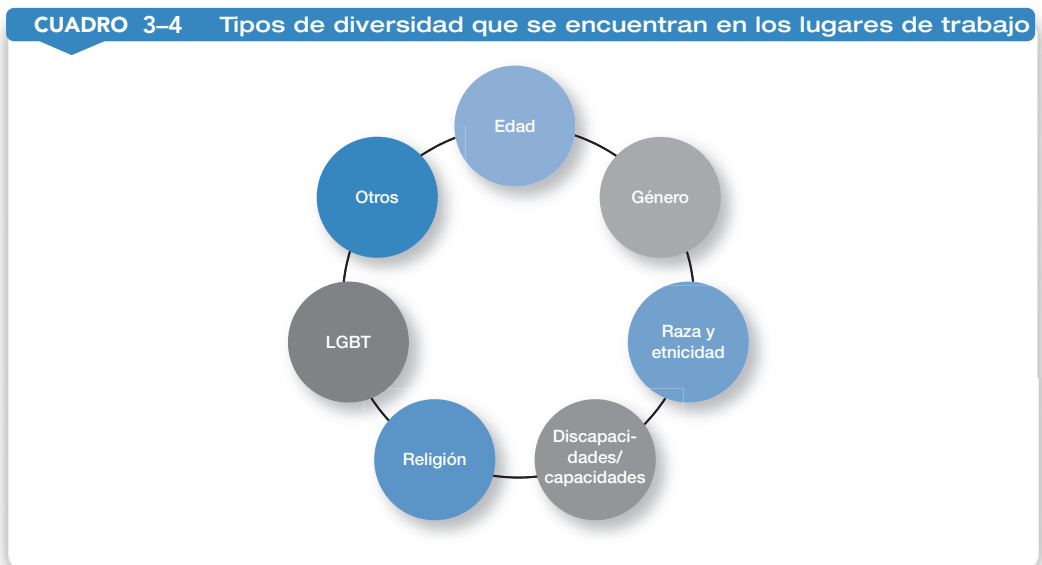 CUADRO 3–4 Tipos de diversidad que se encuentran en los lugares de trabajo
Edad
Género
Raza y
etnicidad
Discapaci-
dades/
capacidades
Religión
LGBT
Otros